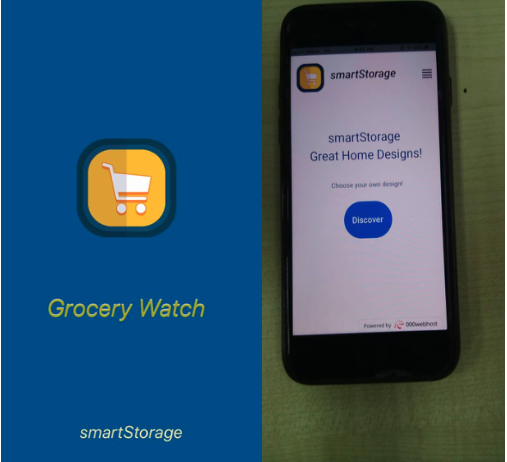 Grocery Watch
smartStorage
smartStorage
smartStorage
Great Home Designs!
Choose your own design!
Discover
Powered by 000webhost